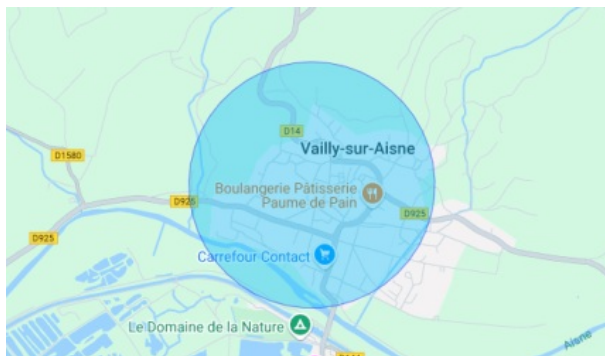 D14
D1580
Vailly-sur-Aisne
Boulangerie Pâtisserie
Paume de Pain
D925
D925
D925
Carrefour Contact
Le Domaine de la Nature
Aisne